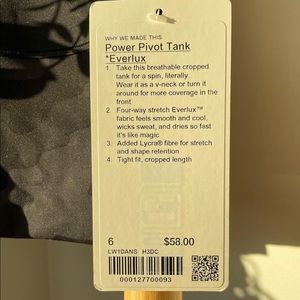 WHY WE MADE THIS
Power Pivot Tank
*Everlux
1. Take this breathable cropped
tank for a spin, literally.
Wear it as a v-neck or turn it
around for more coverage in the
front
2. Four-way stretch Everlux™
fabric feels smooth and cool,
wicks sweat, and dries so fast
it's like magic
3. Added Lycra® fibre for stretch
and shape retention
4. Tight fit, cropped length
6 $58.00
LW1DANS H3DC
000127700093